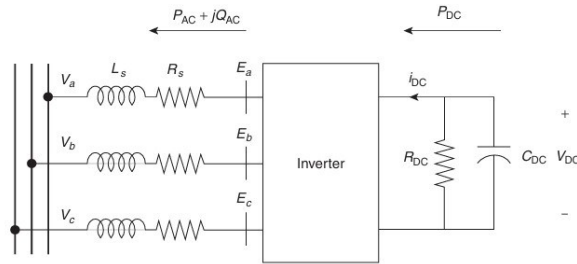 P_AC + jQ_AC
P_DC
V_a
L_s
R_s
E_a
i_DC
V_b
E_b
Inverter
R_DC
C_DC
+
V_DC
−
V_c
E_c